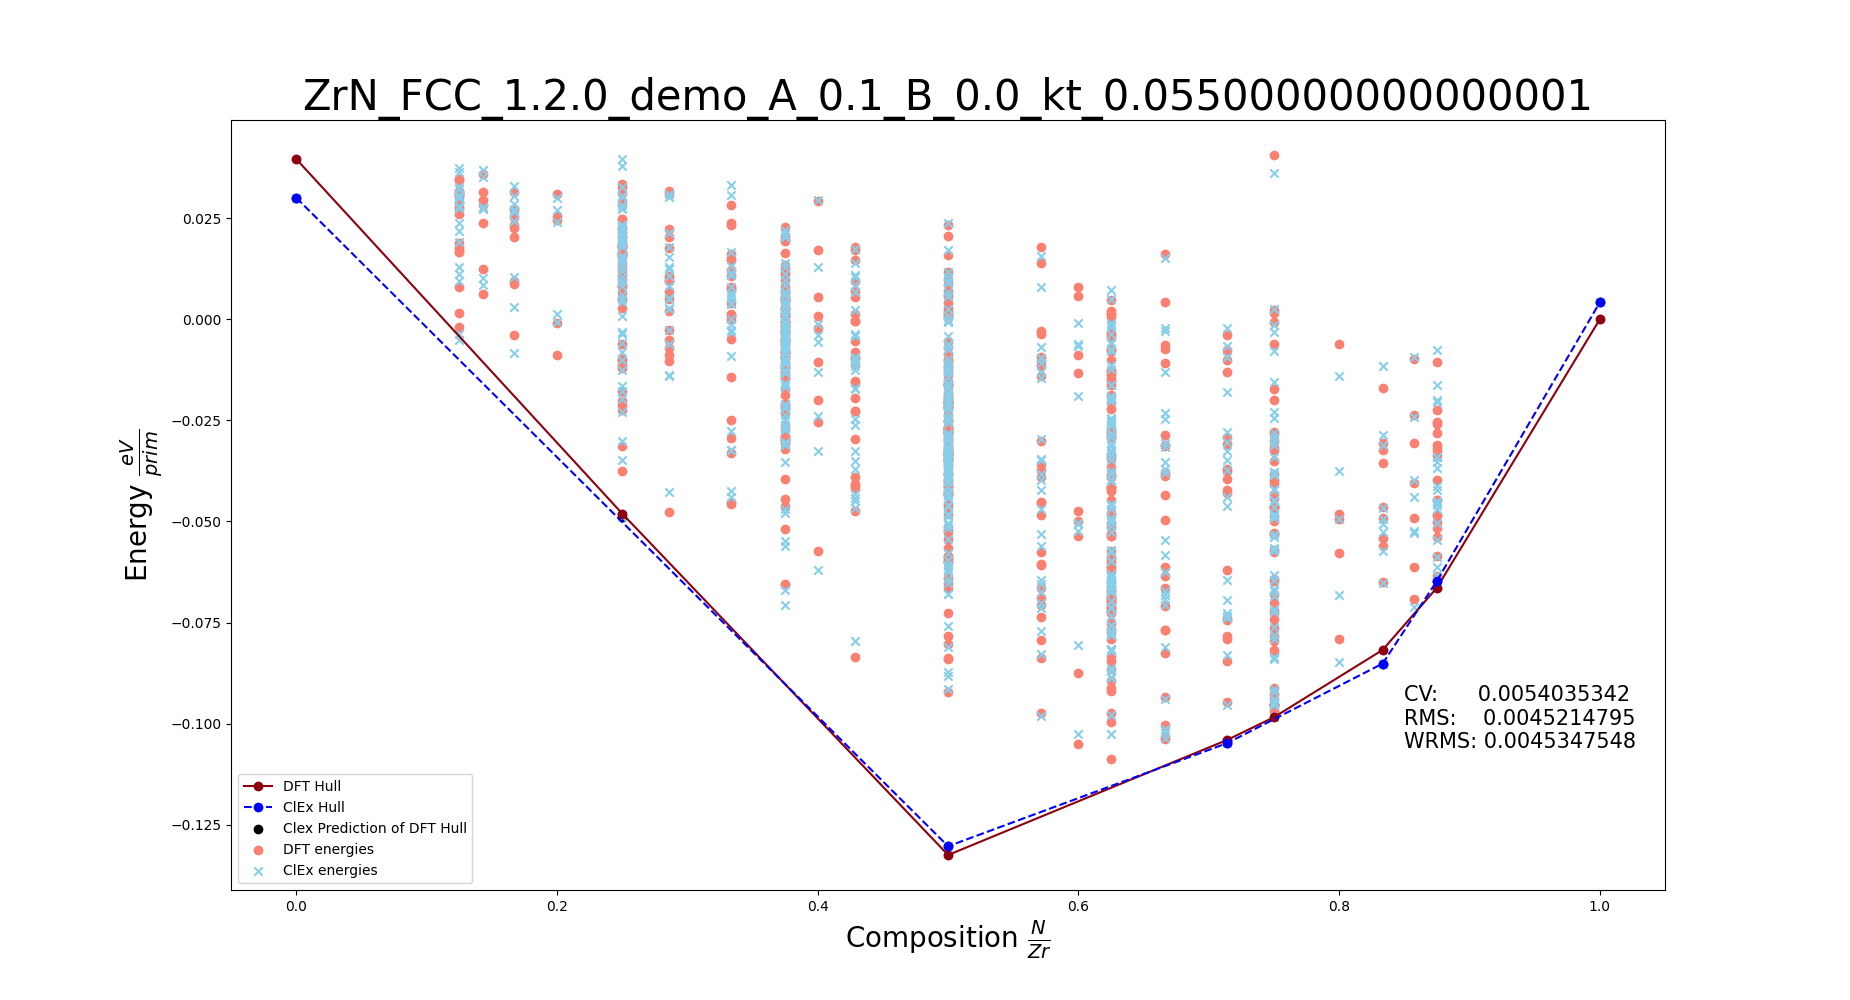 ZrN_FCC_1.2.0_demo_A_0.1_B_0.0_kt_0.05500000000000001
Energy eV/prim
0.025
0.000
−0.025
−0.050
−0.075
−0.100
−0.125
CV: 0.0054035342
RMS: 0.0045214795
WRMS: 0.0045347548
DFT Hull
ClEx Hull
Clex Prediction of DFT Hull
DFT energies
ClEx energies
0.0 0.2 0.4 0.6 0.8 1.0
Composition N/Zr